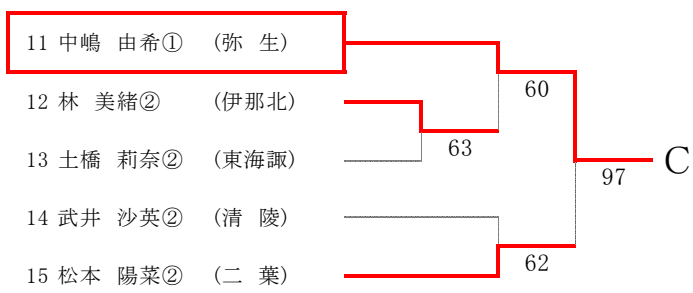 11 中嶋 由希① (弥 生)
60
12 林 美緒② (伊那北)
63
13 土橋 莉奈② (東海諏)
97 C
14 武井 沙英② (清 陵)
62
15 松本 陽菜② (二 葉)